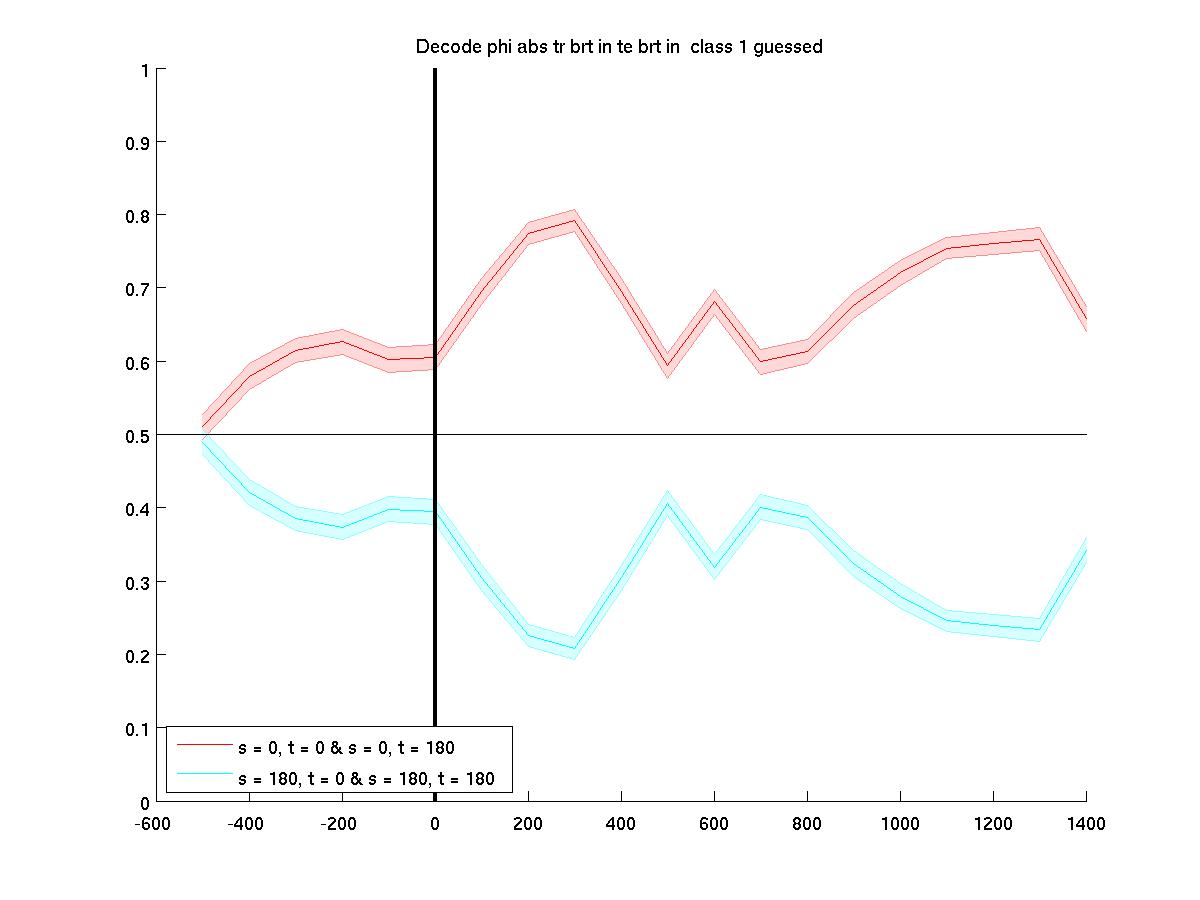 Decode phi abs tr brt in te brt in  class 1 guessed
1
0.9
0.8
0.7
0.6
0.5
0.4
0.3
0.2
0.1
0
s = 0, t = 0 & s = 0, t = 180
s = 180, t = 0 & s = 180, t = 180
-600 -400 -200 0 200 400 600 800 1000 1200 1400